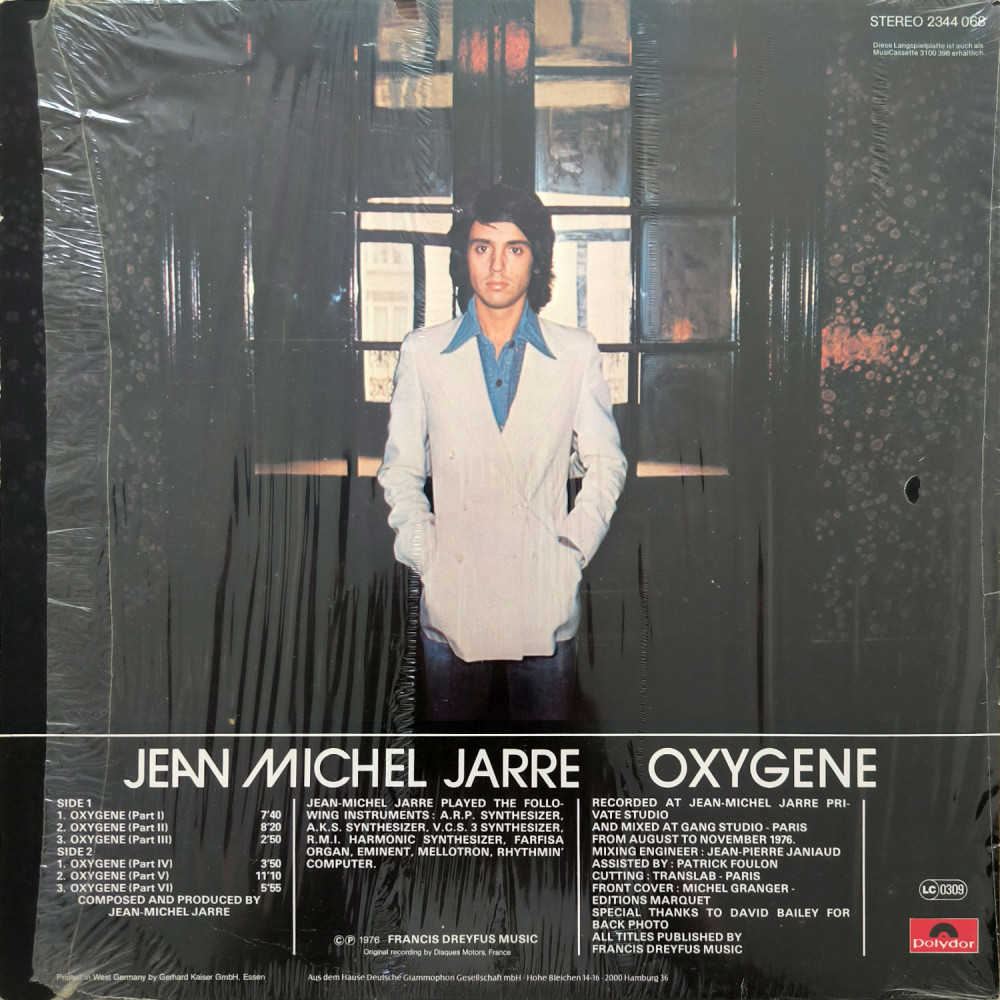 STEREO 2344 068
Diese Langspielplatte ist auch als
MusiCassette 3100 398 erhältlich.
JEAN MICHEL JARRE OXYGENE
SIDE 1
1. OXYGENE (Part I) 7'40
2. OXYGENE (Part II) 8'20
3. OXYGENE (Part III) 2'50
SIDE 2
1. OXYGENE (Part IV) 3'50
2. OXYGENE (Part V) 11'10
3. OXYGENE (Part VI) 5'55
COMPOSED AND PRODUCED BY
JEAN-MICHEL JARRE
JEAN-MICHEL JARRE PLAYED THE FOLLO-
WING INSTRUMENTS : A.R.P. SYNTHESIZER,
A.K.S. SYNTHESIZER, V.C.S. 3 SYNTHESIZER,
R.M.I. HARMONIC SYNTHESIZER, FARFISA
ORGAN, EMINENT, MELLOTRON, RHYTHMIN'
COMPUTER.
© ℗ 1976 FRANCIS DREYFUS MUSIC
Original recording by Disques Motors, France
RECORDED AT JEAN-MICHEL JARRE PRI-
VATE STUDIO
AND MIXED AT GANG STUDIO - PARIS
FROM AUGUST TO NOVEMBER 1976.
MIXING ENGINEER : JEAN-PIERRE JANIAUD
ASSISTED BY : PATRICK FOULON
CUTTING : TRANSLAB - PARIS
FRONT COVER : MICHEL GRANGER -
EDITIONS MARQUET
SPECIAL THANKS TO DAVID BAILEY FOR
BACK PHOTO
ALL TITLES PUBLISHED BY
FRANCIS DREYFUS MUSIC
LC 0309
Polydor
Printed in West Germany by Gerhard Kaiser GmbH, Essen
Aus dem Hause Deutsche Grammophon Gesellschaft mbH · Hohe Bleichen 14-16 · 2000 Hamburg 36